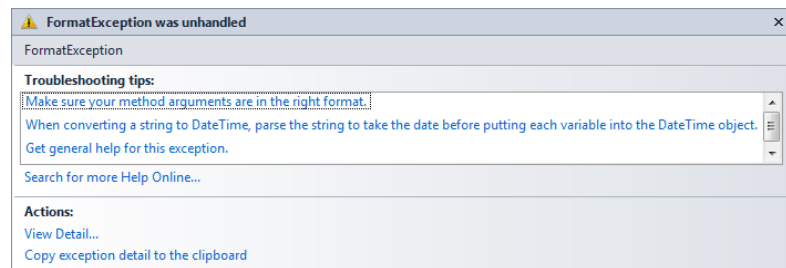 FormatException was unhandled
FormatException
Troubleshooting tips:
Make sure your method arguments are in the right format.
When converting a string to DateTime, parse the string to take the date before putting each variable into the DateTime object.
Get general help for this exception.
Search for more Help Online...
Actions:
View Detail...
Copy exception detail to the clipboard